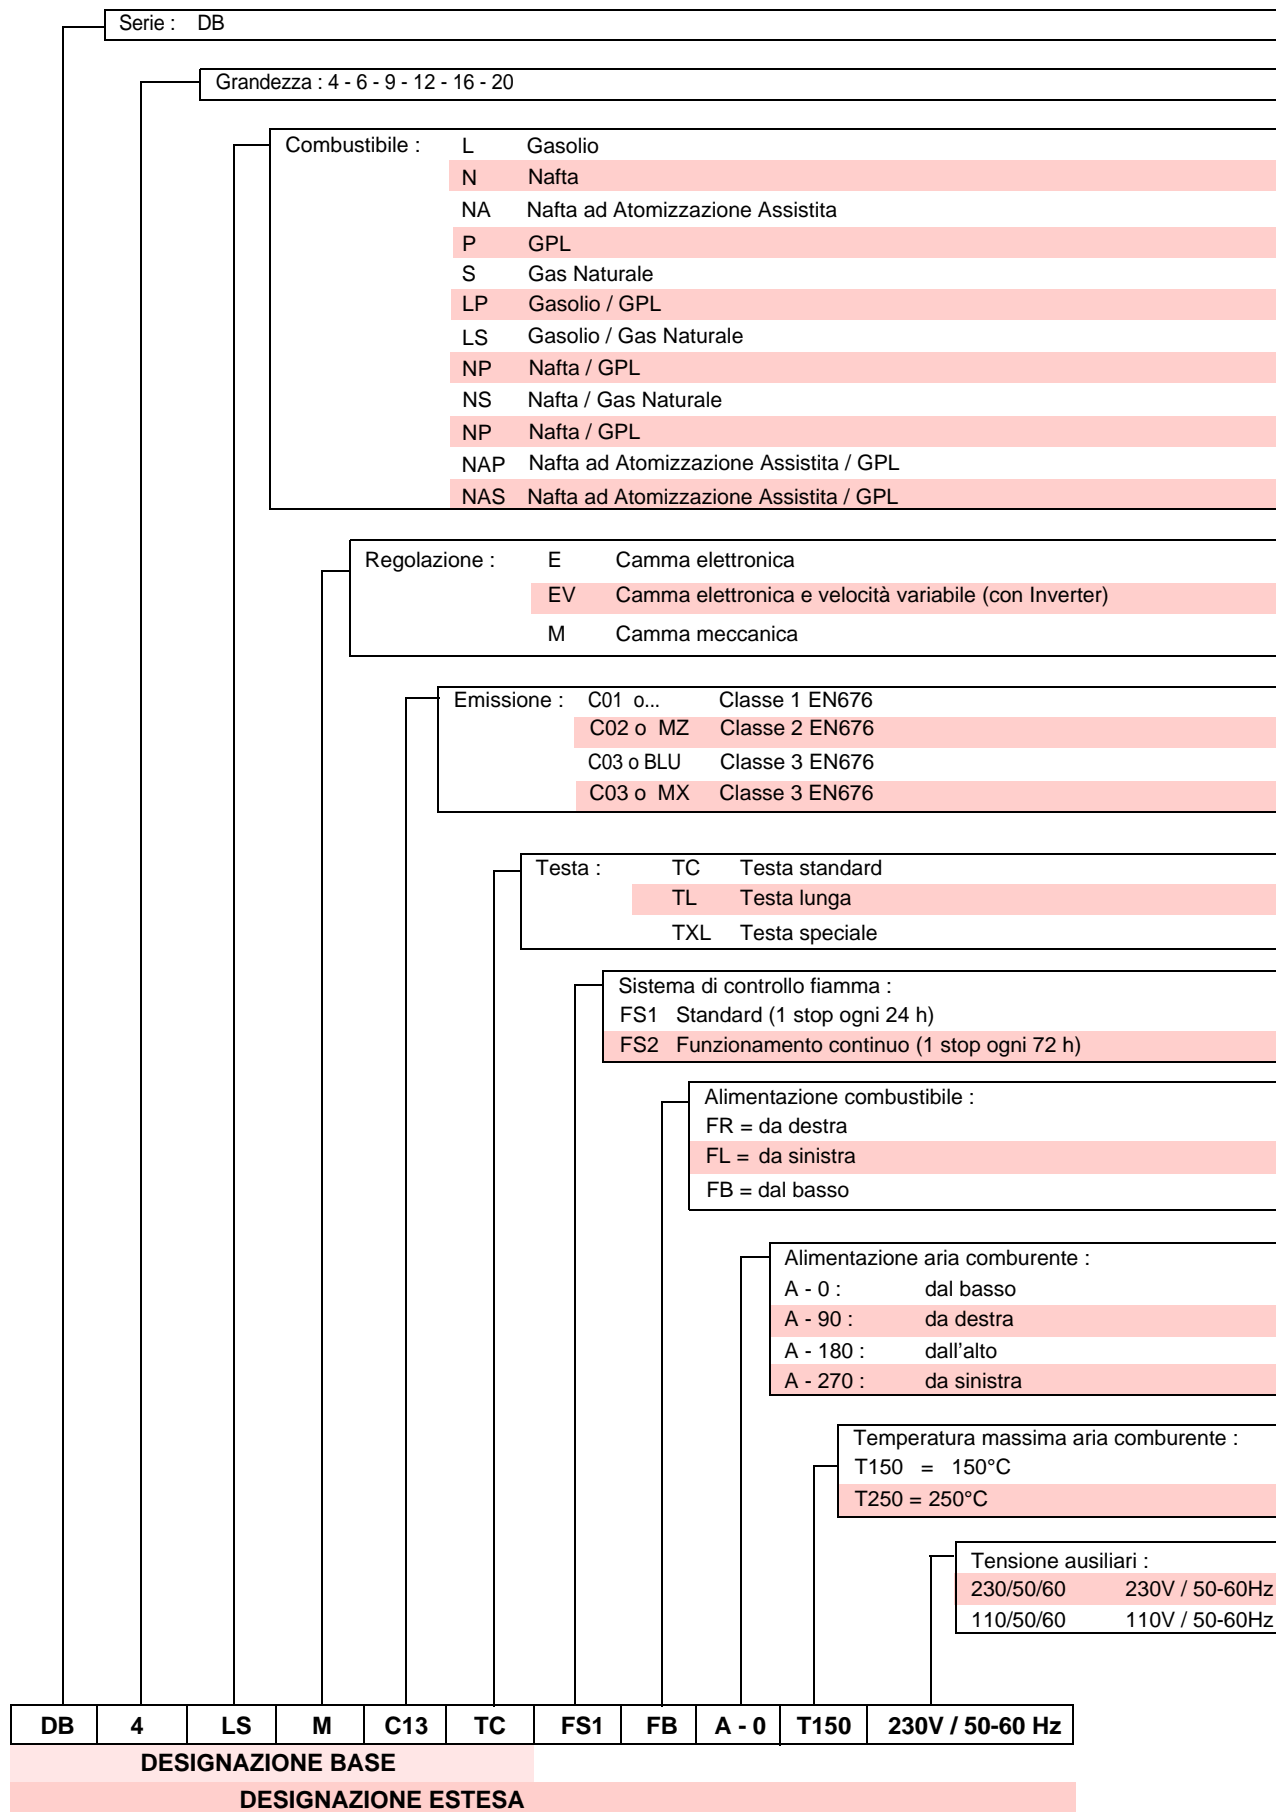 Serie : DB
Grandezza : 4 - 6 - 9 - 12 - 16 - 20
Combustibile : L Gasolio
N Nafta
NA Nafta ad Atomizzazione Assistita
P GPL
S Gas Naturale
LP Gasolio / GPL
LS Gasolio / Gas Naturale
NP Nafta / GPL
NS Nafta / Gas Naturale
NP Nafta / GPL
NAP Nafta ad Atomizzazione Assistita / GPL
NAS Nafta ad Atomizzazione Assistita / GPL
Regolazione : E Camma elettronica
EV Camma elettronica e velocità variabile (con Inverter)
M Camma meccanica
Emissione : C01 o... Classe 1 EN676
C02 o MZ Classe 2 EN676
C03 o BLU Classe 3 EN676
C03 o MX Classe 3 EN676
Testa : TC Testa standard
TL Testa lunga
TXL Testa speciale
Sistema di controllo fiamma :
FS1 Standard (1 stop ogni 24 h)
FS2 Funzionamento continuo (1 stop ogni 72 h)
Alimentazione combustibile :
FR = da destra
FL = da sinistra
FB = dal basso
Alimentazione aria comburente :
A - 0 : dal basso
A - 90 : da destra
A - 180 : dall'alto
A - 270 : da sinistra
Temperatura massima aria comburente :
T150 = 150°C
T250 = 250°C
Tensione ausiliari :
230/50/60 230V / 50-60Hz
110/50/60 110V / 50-60Hz
DB 4 LS M C13 TC FS1 FB A - 0 T150 230V / 50-60 Hz
DESIGNAZIONE BASE
DESIGNAZIONE ESTESA